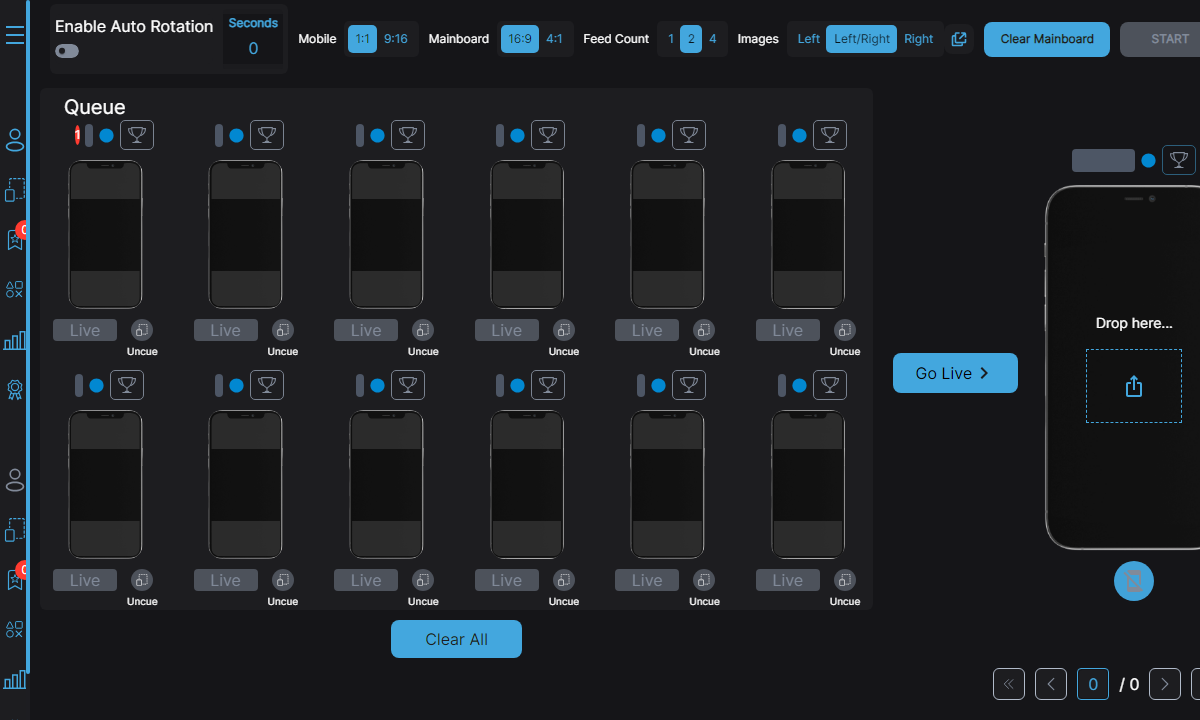 Enable Auto Rotation
Seconds
0
Mobile 1:1 9:16 Mainboard 16:9 4:1 Feed Count 1 2 4 Images Left Left/Right Right Clear Mainboard START
Queue
1
Live Live Live Live Live Live
Uncue Uncue Uncue Uncue Uncue Uncue
Live Live Live Live Live Live
Uncue Uncue Uncue Uncue Uncue Uncue
Clear All
Go Live
Drop here...
0 / 0